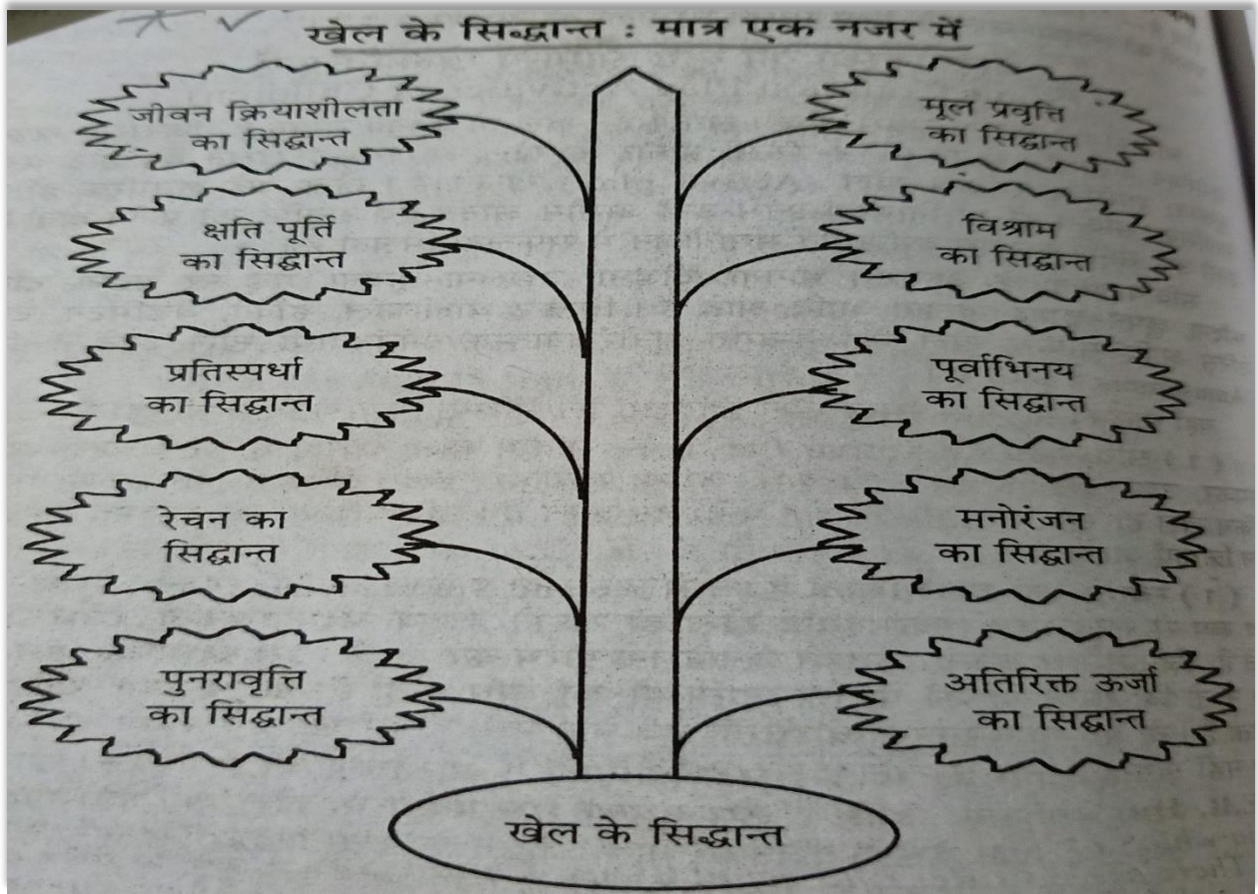 खेल के सिद्धान्त : मात्र एक नजर में
जीवन क्रियाशीलता
का सिद्धान्त
मूल प्रवृत्ति
का सिद्धान्त
क्षति पूर्ति
का सिद्धान्त
विश्राम
का सिद्धान्त
प्रतिस्पर्धा
का सिद्धान्त
पूर्वाभिनय
का सिद्धान्त
रेचन का
सिद्धान्त
मनोरंजन
का सिद्धान्त
पुनरावृत्ति
का सिद्धान्त
अतिरिक्त ऊर्जा
का सिद्धान्त
खेल के सिद्धान्त